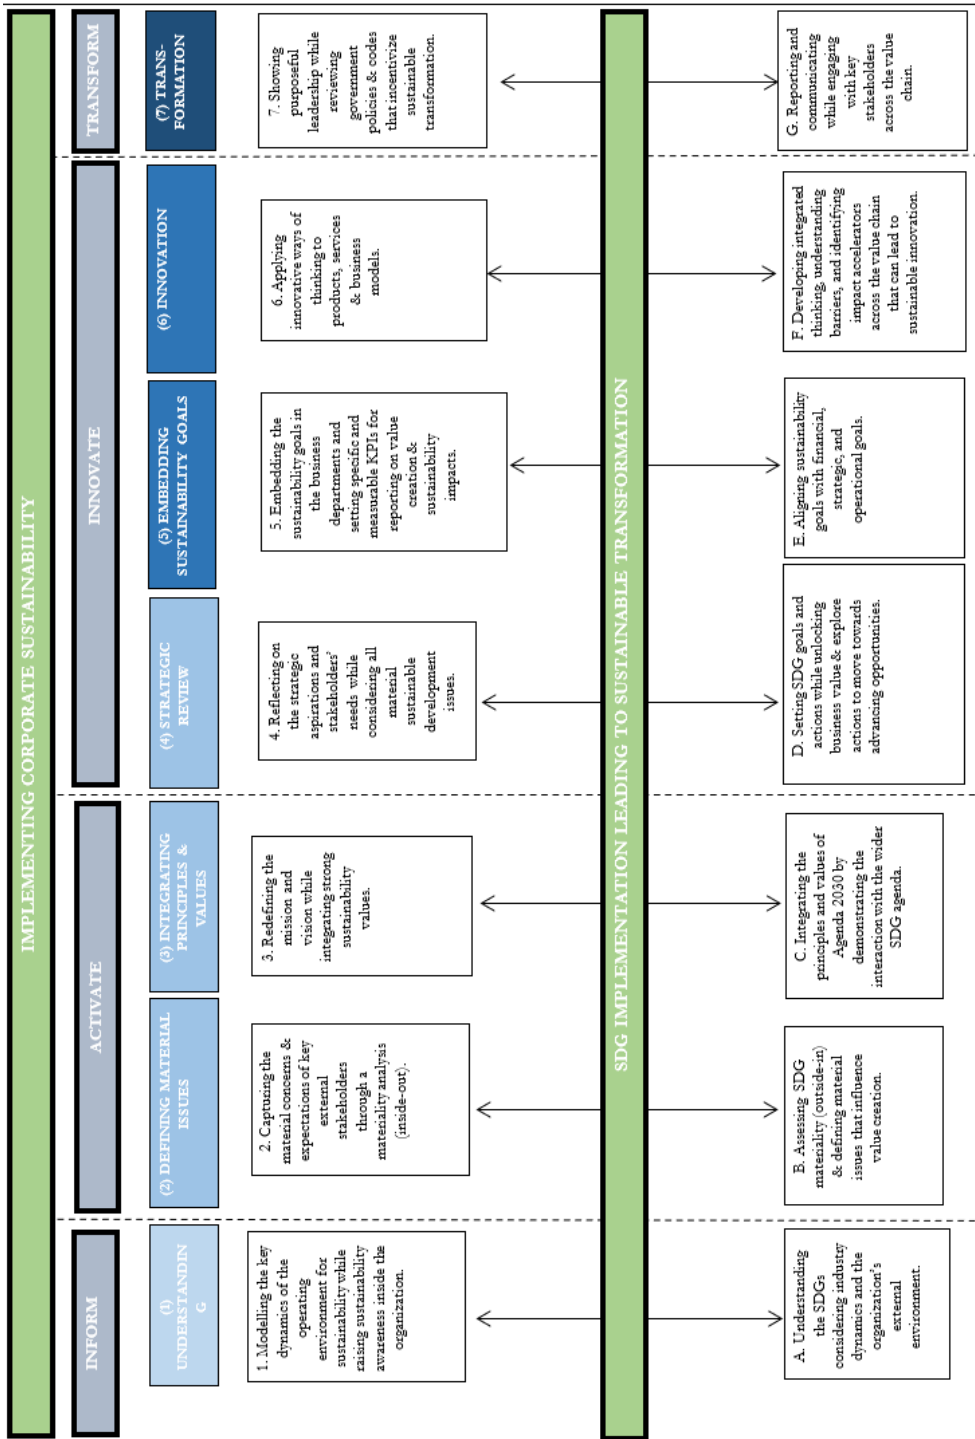 IMPLEMENTING CORPORATE SUSTAINABILITY
INFORM
ACTIVATE
INNOVATE
TRANSFORM
(1)
UNDERSTANDIN
G
(2) DEFINING MATERIAL
ISSUES
(3) INTEGRATING
PRINCIPLES &
VALUES
(4) STRATEGIC
REVIEW
(5) EMBEDDING
SUSTAINABILITY GOALS
(6) INNOVATION
(7) TRANS-
FORMATION
1. Modelling the key
dynamics of the
operating
environment for
sustainability while
raising sustainability
awareness inside the
organization.
2. Capturing the
material concerns &
expectations of key
external
stakeholders
through a
materiality analysis
(inside-out).
3. Redefining the
mission and
vision while
integrating strong
sustainability
values.
4. Reflecting on
the strategic
aspirations and
stakeholders'
needs while
considering all
material
sustainable
development
issues.
5. Embedding the
sustainability goals in
the business
departments and
setting specific and
measurable KPIs for
reporting on value
creation &
sustainability
impacts.
6. Applying
innovative ways of
thinking to
products, services
& business
models.
7. Showing
purposeful
leadership while
reviewing
government
policies & codes
that incentivize
sustainable
transformation.
SDG IMPLEMENTATION LEADING TO SUSTAINABLE TRANSFORMATION
A. Understanding
the SDGs
considering industry
dynamics and the
organization's
external
environment.
B. Assessing SDG
materiality (outside-in)
& defining material
issues that influence
value creation.
C. Integrating the
principles and values of
Agenda 2030 by
demonstrating the
interaction with the wider
SDG agenda.
D. Setting SDG goals and
actions while unlocking
business value & explore
actions to move towards
advancing opportunities.
E. Aligning sustainability
goals with financial,
strategic, and
operational goals.
F. Developing integrated
thinking, understanding
barriers, and identifying
impact accelerators
across the value chain
that can lead to
sustainable innovation.
G. Reporting and
communicating
while engaging
with key
stakeholders
across the value
chain.